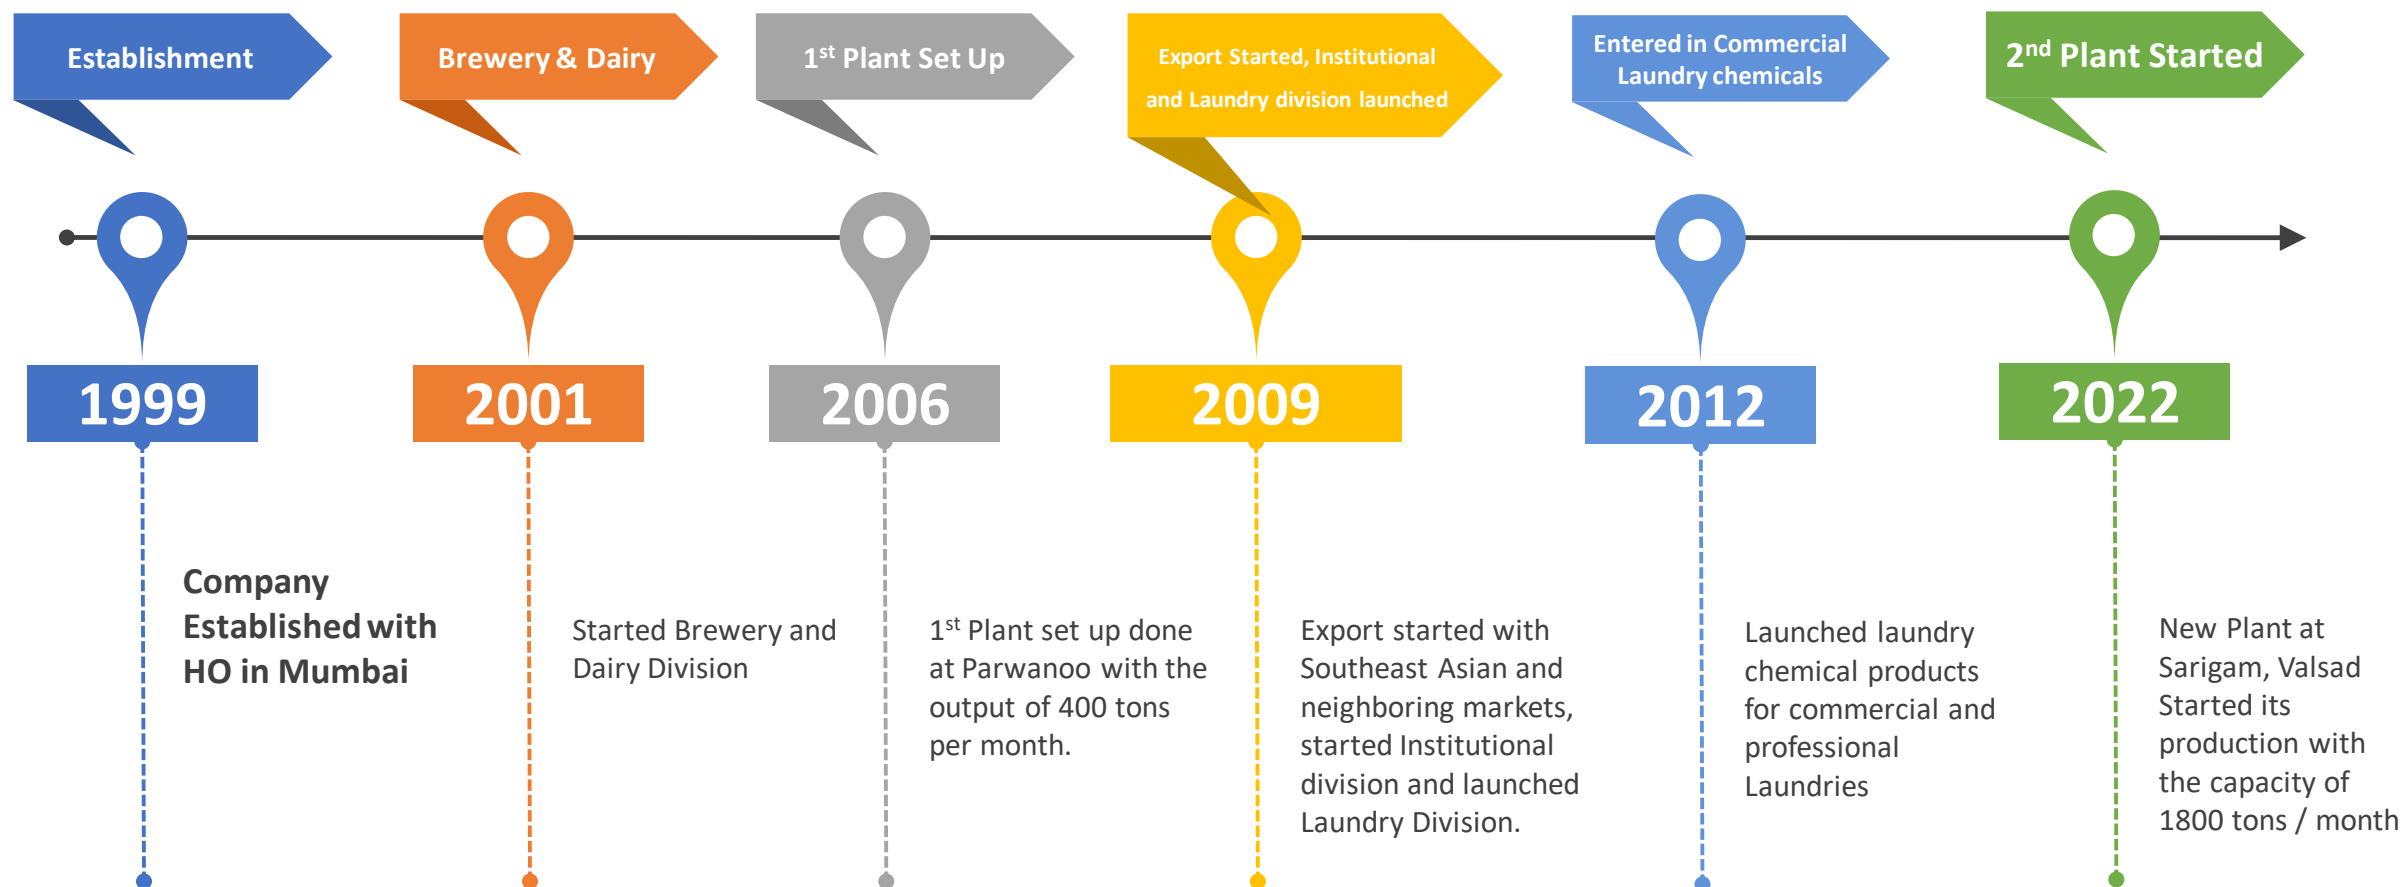 Establishment
Brewery & Dairy
1st Plant Set Up
Export Started, Institutional
and Laundry division launched
Entered in Commercial
Laundry chemicals
2nd Plant Started
1999
2001
2006
2009
2012
2022
Company
Established with
HO in Mumbai
Started Brewery and
Dairy Division
1st Plant set up done
at Parwanoo with the
output of 400 tons
per month.
Export started with
Southeast Asian and
neighboring markets,
started Institutional
division and launched
Laundry Division.
Launched laundry
chemical products
for commercial and
professional
Laundries
New Plant at
Sarigam, Valsad
Started its
production with
the capacity of
1800 tons / month